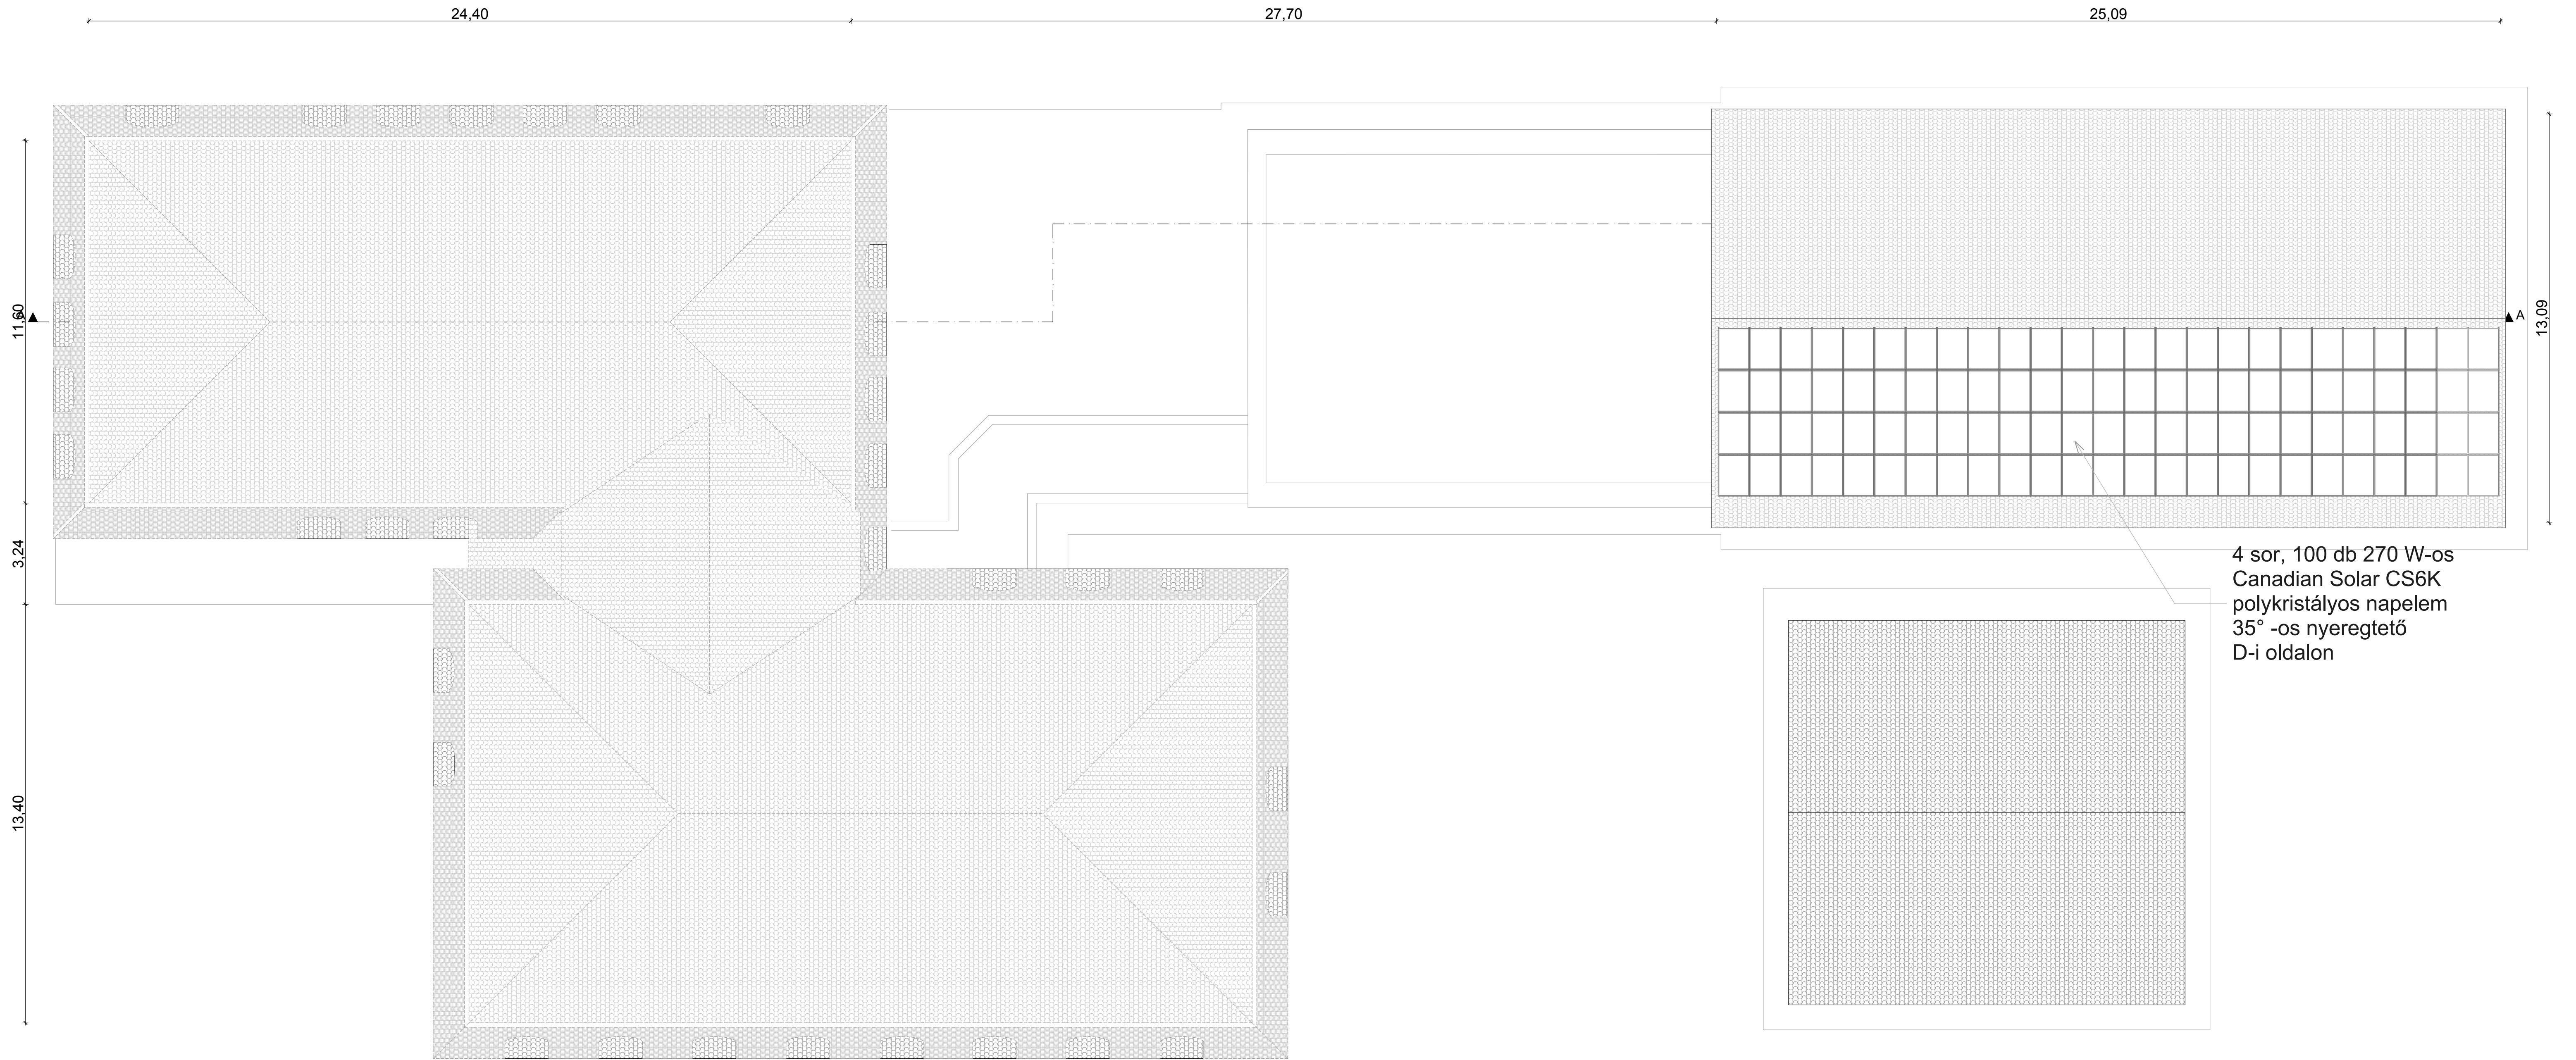 24,40
27,70
25,09
11,60
A
13,09
3,24
4 sor, 100 db 270 W-os
Canadian Solar CS6K
polykristályos napelem
35° -os nyeregtető
D-i oldalon
13,40